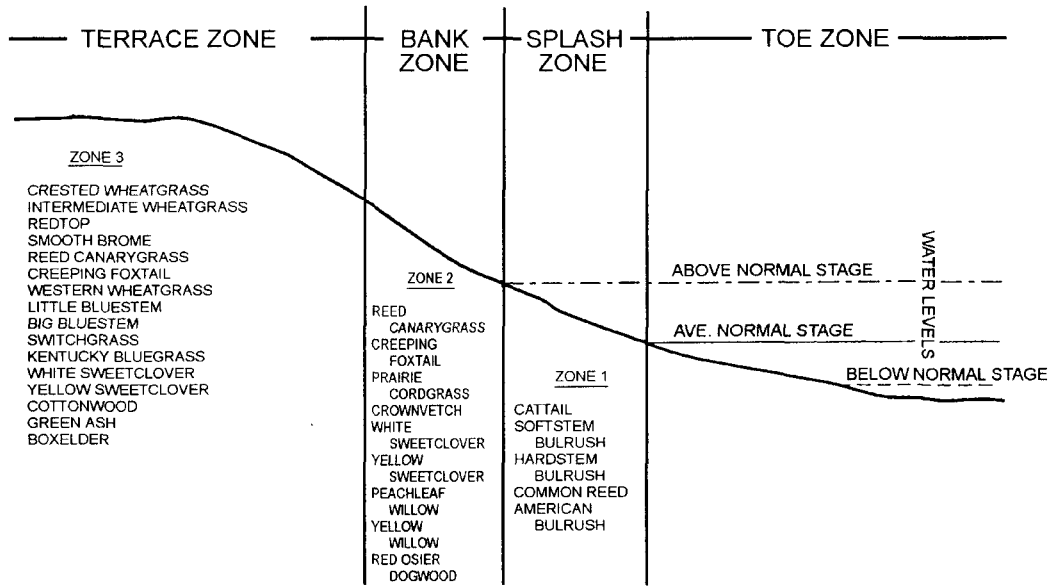 TERRACE ZONE
BANK
ZONE
SPLASH
ZONE
TOE ZONE
ZONE 3
CRESTED WHEATGRASS
INTERMEDIATE WHEATGRASS
REDTOP
SMOOTH BROME
REED CANARYGRASS
CREEPING FOXTAIL
WESTERN WHEATGRASS
LITTLE BLUESTEM
BIG BLUESTEM
SWITCHGRASS
KENTUCKY BLUEGRASS
WHITE SWEETCLOVER
YELLOW SWEETCLOVER
COTTONWOOD
GREEN ASH
BOXELDER
ZONE 2
REED
CANARYGRASS
CREEPING
FOXTAIL
PRAIRIE
CORDGRASS
CROWNVETCH
WHITE
SWEETCLOVER
YELLOW
SWEETCLOVER
PEACHLEAF
WILLOW
YELLOW
WILLOW
RED OSIER
DOGWOOD
ZONE 1
CATTAIL
SOFTSTEM
BULRUSH
HARDSTEM
BULRUSH
COMMON REED
AMERICAN
BULRUSH
ABOVE NORMAL STAGE
AVE. NORMAL STAGE
BELOW NORMAL STAGE
WATER LEVELS